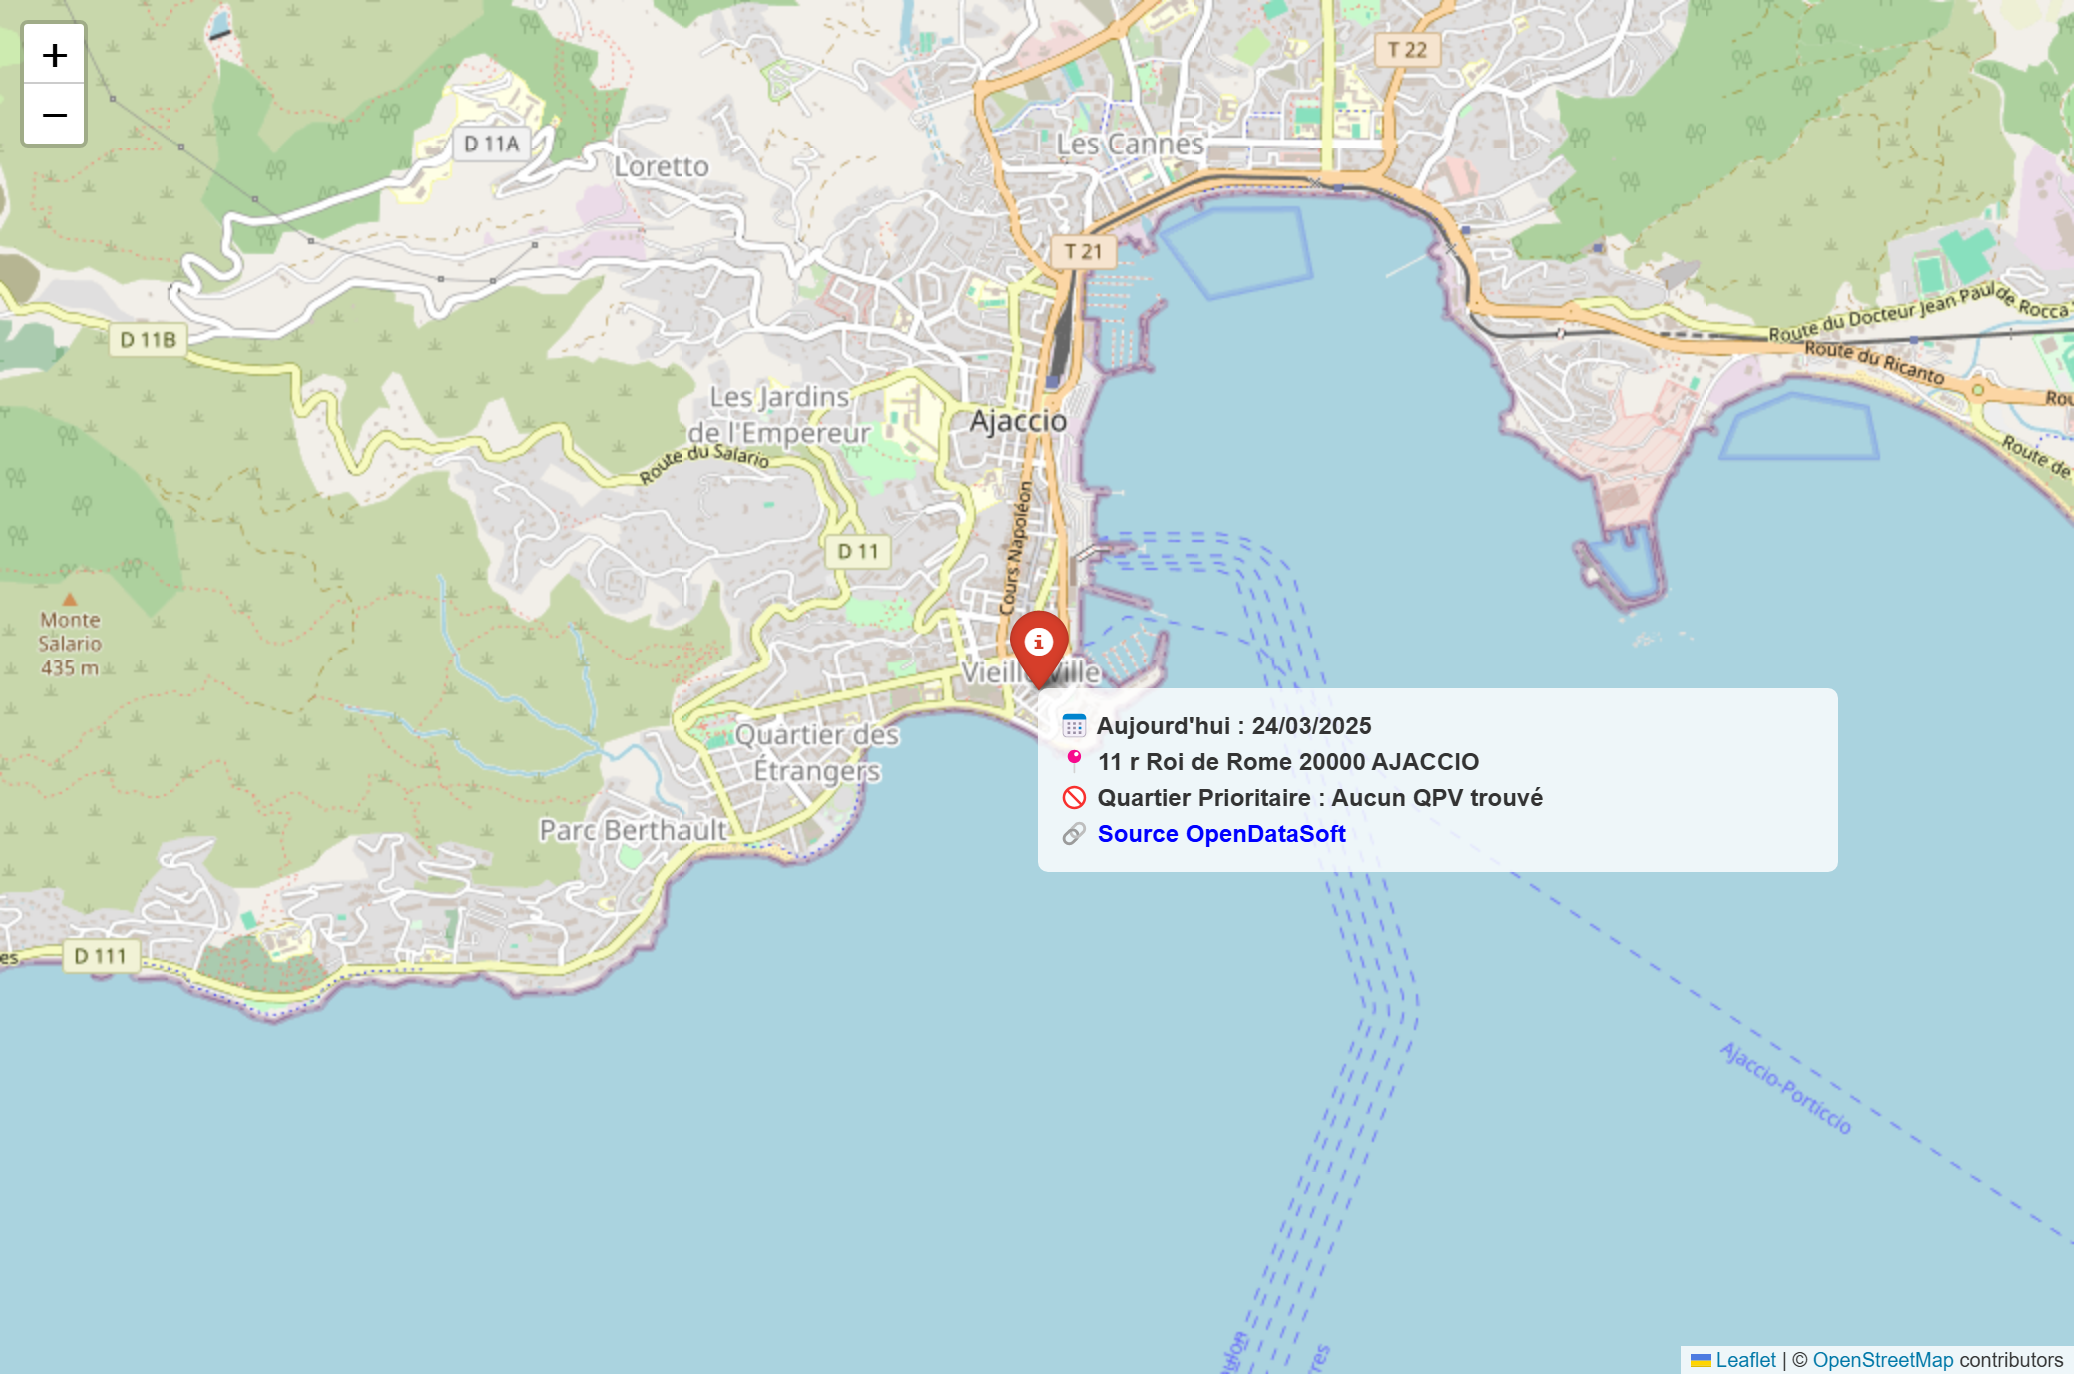 +
−
T 22
D 11A
Loretto
Les Cannes
T 21
D 11B
Route du Docteur Jean Paul de Rocca
Route du Ricanto
Route de
Les Jardins
de l'Empereur
Ajaccio
Route du Salario
Cours Napoléon
D 11
Monte
Salario
435 m
Quartier des
Étrangers
Parc Berthault
D 111
Aujourd'hui : 24/03/2025
11 r Roi de Rome 20000 AJACCIO
Quartier Prioritaire : Aucun QPV trouvé
Source OpenDataSoft
Ajaccio-Porticcio
Leaflet | © OpenStreetMap contributors